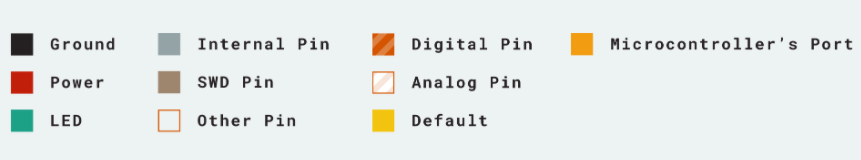 Ground Internal Pin Digital Pin Microcontroller's Port
Power SWD Pin Analog Pin
LED Other Pin Default